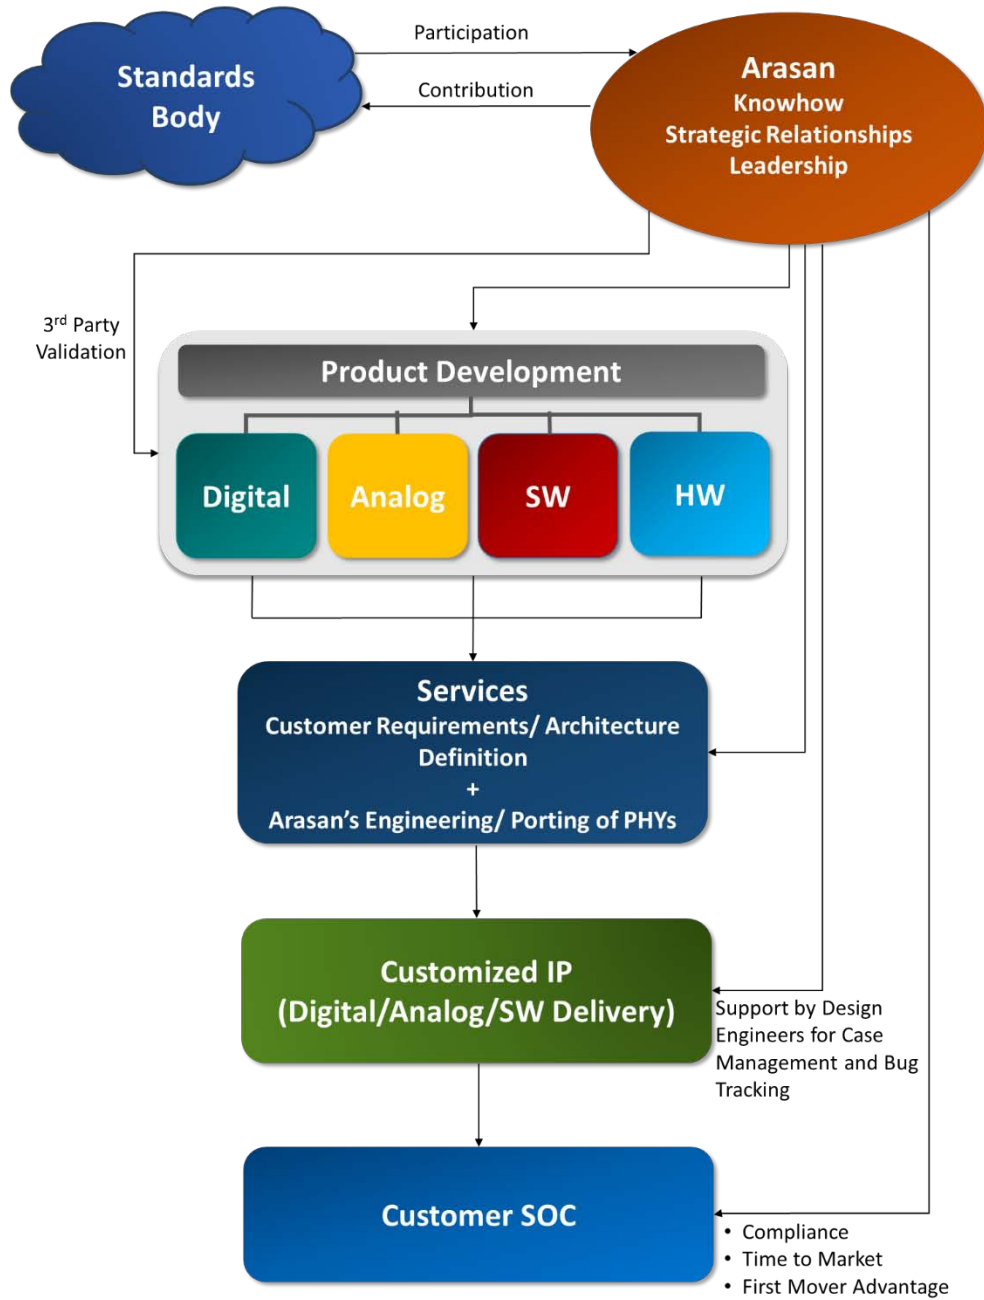 Participation
Contribution
Standards
Body
Arasan
Knowhow
Strategic Relationships
Leadership
3rd Party
Validation
Product Development
Digital
Analog
SW
HW
Services
Customer Requirements/ Architecture
Definition
+
Arasan’s Engineering/ Porting of PHYs
Customized IP
(Digital/Analog/SW Delivery)
Support by Design
Engineers for Case
Management and Bug
Tracking
Customer SOC
• Compliance
• Time to Market
• First Mover Advantage